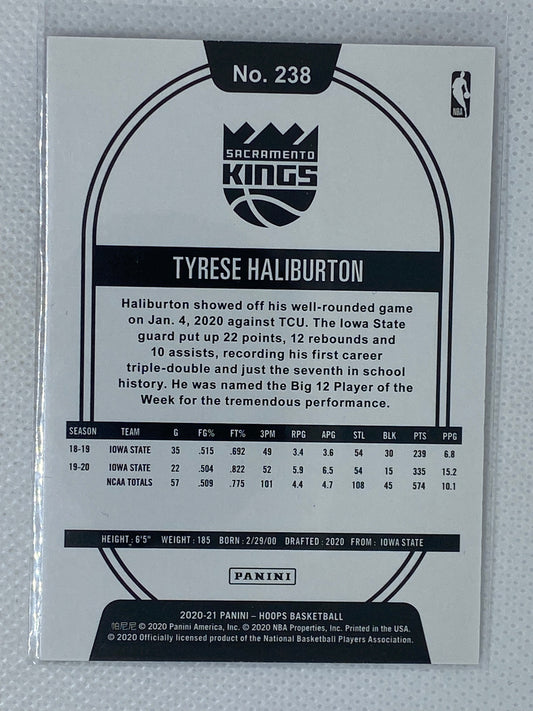 No. 238
NBA
SACRAMENTO
KINGS
TYRESE HALIBURTON
Haliburton showed off his well-rounded game
on Jan. 4, 2020 against TCU. The Iowa State
guard put up 22 points, 12 rebounds and
10 assists, recording his first career
triple-double and just the seventh in school
history. He was named the Big 12 Player of the
Week for the tremendous performance.
SEASON TEAM G FG% FT% 3PM RPG APG STL BLK PTS PPG
18-19 IOWA STATE 35 .515 .692 49 3.4 3.6 54 30 239 6.8
19-20 IOWA STATE 22 .504 .822 52 5.9 6.5 54 15 335 15.2
NCAA TOTALS 57 .509 .775 101 4.4 4.7 108 45 574 10.1
HEIGHT: 6'5" WEIGHT: 185 BORN: 2/29/00 DRAFTED: 2020 FROM: IOWA STATE
PANINI
2020-21 PANINI – HOOPS BASKETBALL
帕尼尼 © 2020 Panini America, Inc. © 2020 NBA Properties, Inc. Printed in the USA.
© 2020 Officially licensed product of the National Basketball Players Association.